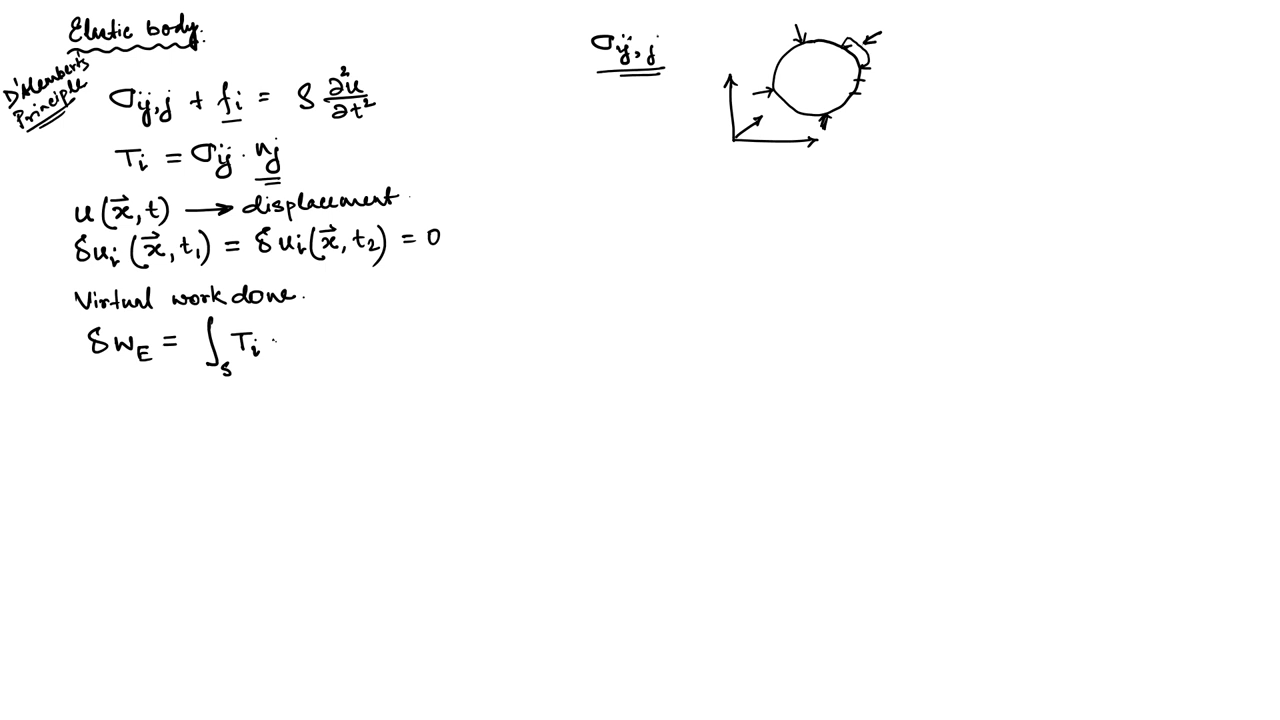 Elastic body:
D'Alembert's
Principle
σij,j + fi = ρ ∂²u/∂t²
Ti = σij · nj
u(x⃗, t) ⟶ displacement.
δui(x⃗, t1) = δui(x⃗, t2) = 0
Virtual work done.
δWE = ∫s Ti ·
σij,j